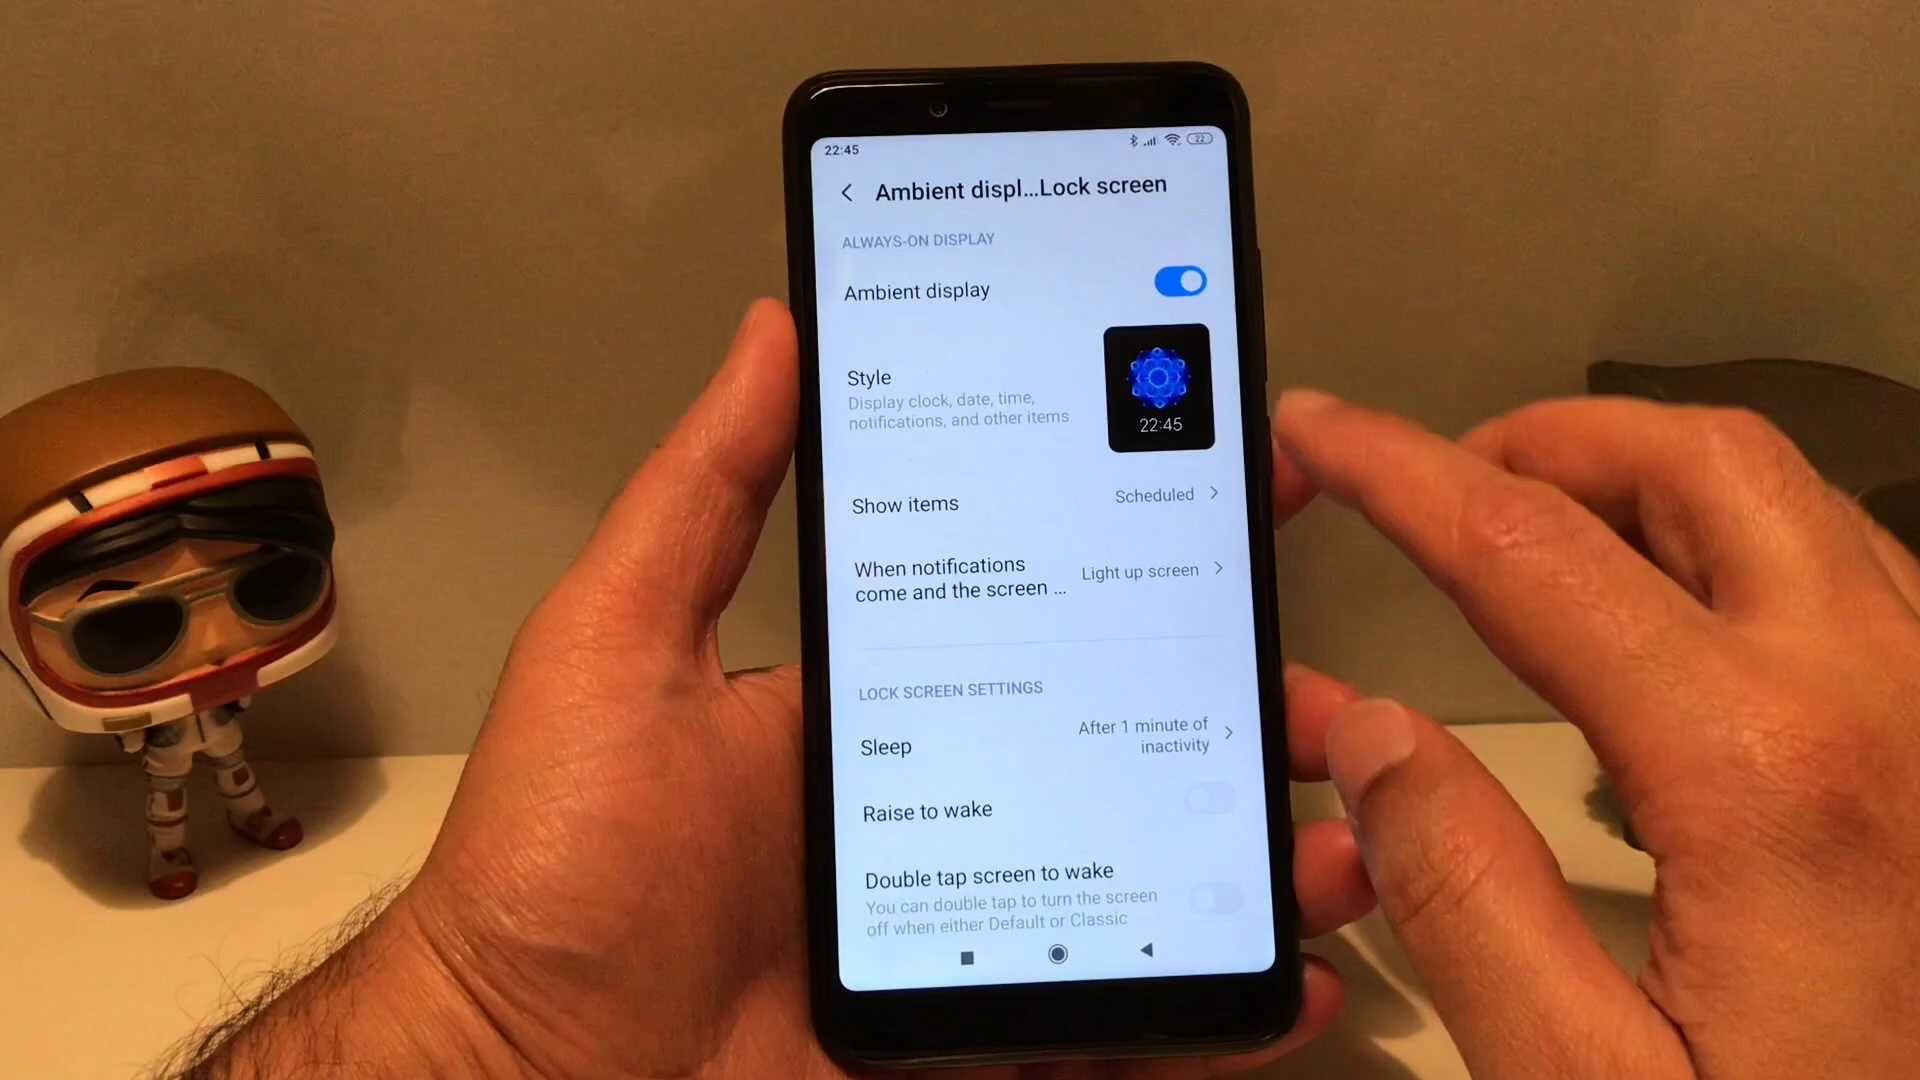 22:45
22
Ambient displ...Lock screen
ALWAYS-ON DISPLAY
Ambient display
Style
Display clock, date, time,
notifications, and other items
22:45
Show items
Scheduled
When notifications
come and the screen ...
Light up screen
LOCK SCREEN SETTINGS
Sleep
After 1 minute of
inactivity
Raise to wake
Double tap screen to wake
You can double tap to turn the screen
off when either Default or Classic